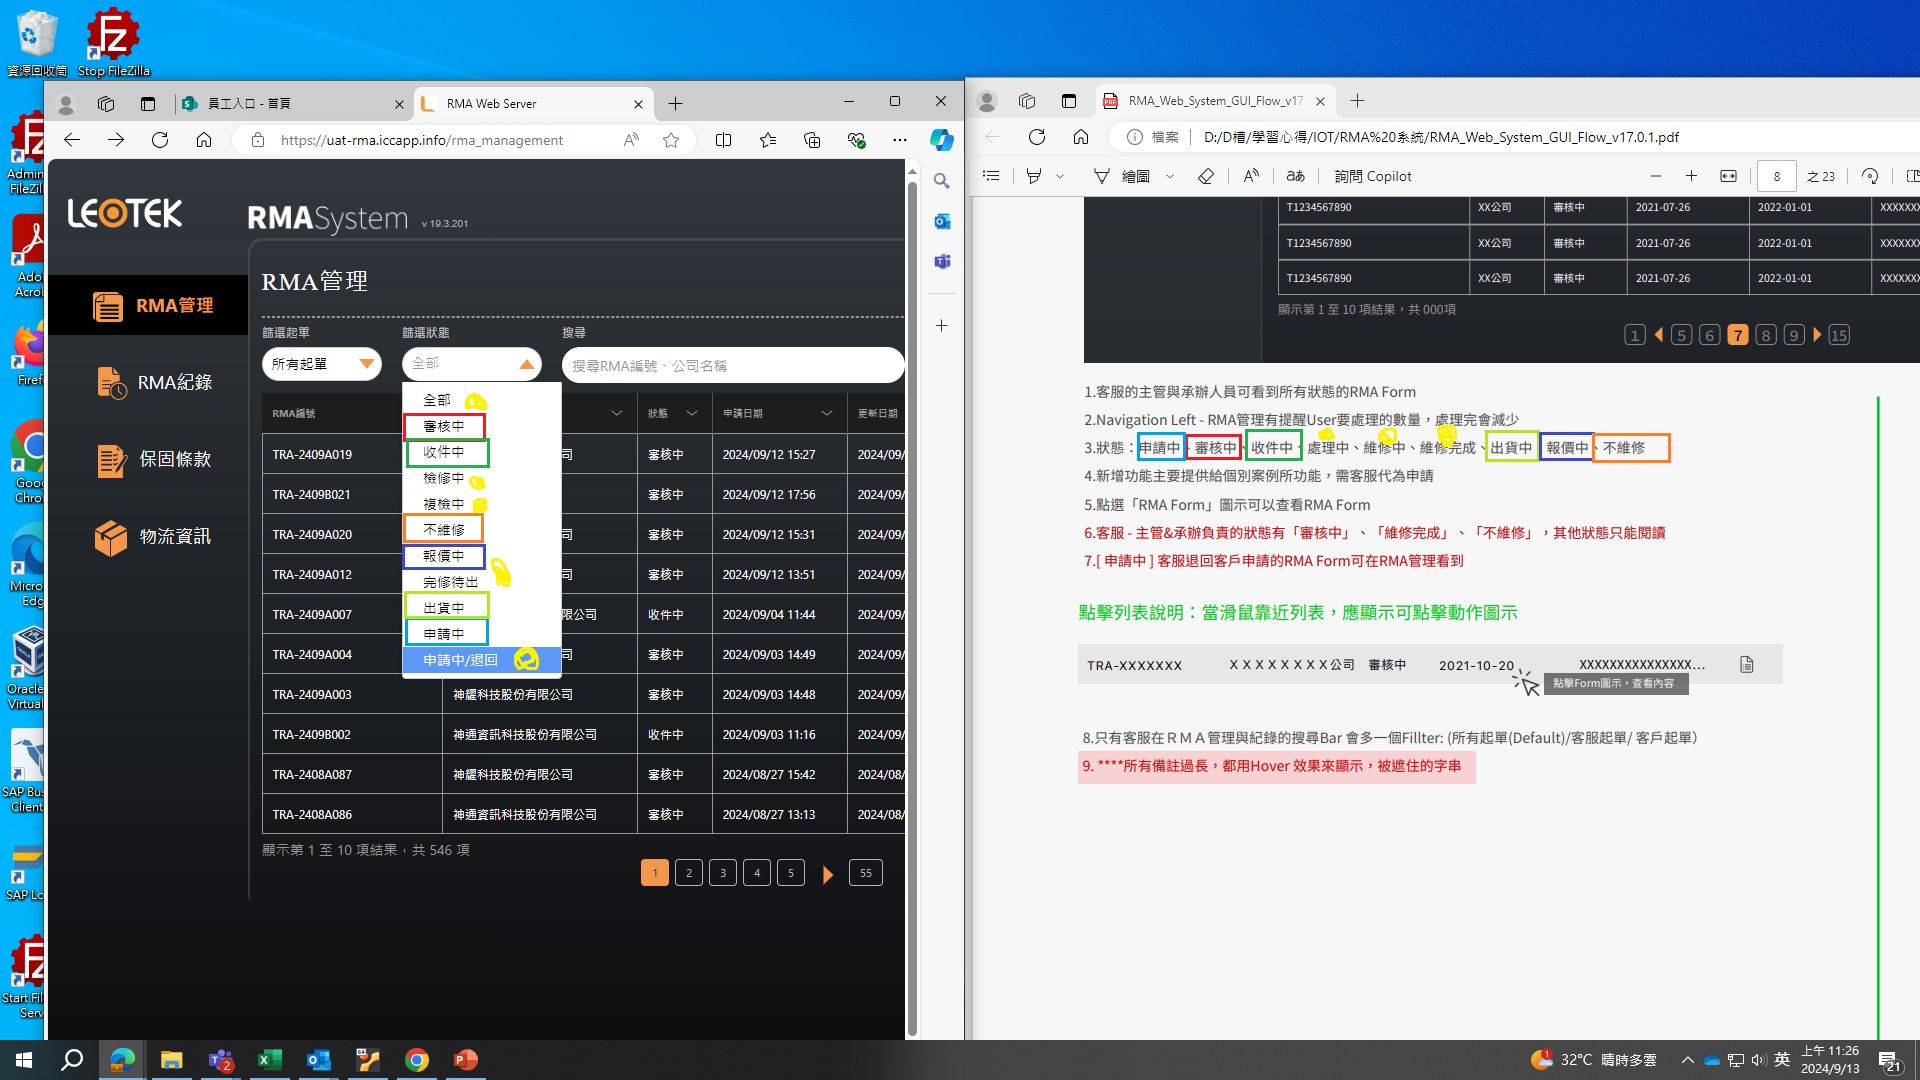 資源回收筒
Stop FileZilla
員工入口 - 首頁
RMA Web Server
https://uat-rma.iccapp.info/rma_management
LEOTEK
RMASystem
v 19.3.201
RMA管理
RMA紀錄
保固條款
物流資訊
RMA管理
篩選起單
篩選狀態
搜尋
所有起單
全部
搜尋RMA編號、公司名稱
全部
審核中
收件中
檢修中
複檢中
不維修
報價中
完修待出
出貨中
申請中
申請中/退回
RMA編號 狀態 申請日期 更新日期
TRA-2409A019 司 審核中 2024/09/12 15:27 2024/09/
TRA-2409B021 審核中 2024/09/12 17:56 2024/09/
TRA-2409A020 司 審核中 2024/09/12 15:31 2024/09/
TRA-2409A012 司 審核中 2024/09/12 13:51 2024/09/
TRA-2409A007 限公司 收件中 2024/09/04 11:44 2024/09/
TRA-2409A004 司 審核中 2024/09/03 14:49 2024/09/
TRA-2409A003 神耀科技股份有限公司 審核中 2024/09/03 14:48 2024/09/
TRA-2409B002 神通資訊科技股份有限公司 收件中 2024/09/03 11:16 2024/09/
TRA-2408A087 神耀科技股份有限公司 審核中 2024/08/27 15:42 2024/09/
TRA-2408A086 神通資訊科技股份有限公司 審核中 2024/08/27 13:13 2024/08/
顯示第 1 至 10 項結果，共 546 項
1 2 3 4 5 55
RMA_Web_System_GUI_Flow_v17.
檔案
D:/D槽/學習心得/IOT/RMA%20系統/RMA_Web_System_GUI_Flow_v17.0.1.pdf
繪圖
aあ
詢問 Copilot
8 之 23
T1234567890 XX公司 審核中 2021-07-26 2022-01-01 XXXXXXX
T1234567890 XX公司 審核中 2021-07-26 2022-01-01 XXXXXXX
T1234567890 XX公司 審核中 2021-07-26 2022-01-01 XXXXXXX
顯示第 1 至 10 項結果，共 000項
1 5 6 7 8 9 15
1.客服的主管與承辦人員可看到所有狀態的RMA Form
2.Navigation Left - RMA管理有提醒User要處理的數量，處理完會減少
3.狀態：申請中、審核中、收件中、處理中、維修中、維修完成、出貨中、報價中、不維修
4.新增功能主要提供給個別案例所功能，需客服代為申請
5.點選「RMA Form」圖示可以查看RMA Form
6.客服 - 主管&承辦負責的狀態有「審核中」、「維修完成」、「不維修」，其他狀態只能閱讀
7.[ 申請中 ] 客服退回客戶申請的RMA Form可在RMA管理看到
點擊列表說明：當滑鼠靠近列表，應顯示可點擊動作圖示
TRA-XXXXXXX ＸＸＸＸＸＸＸＸ公司 審核中 2021-10-20 XXXXXXXXXXXXXXX...
點擊Form圖示，查看內容
8.只有客服在ＲＭＡ管理與紀錄的搜尋Bar 會多一個Fillter: (所有起單(Default)/客服起單/ 客戶起單）
9. ****所有備註過長，都用Hover 效果來顯示，被遮住的字串
Admin
FileZil
Ado
Acrob
Firef
Goo
Chro
Micro
Edg
Oracle
Virtual
SAP Bus
Client
SAP Lo
Start Fil
Serv
32°C 晴時多雲
英
上午 11:26
2024/9/13
21